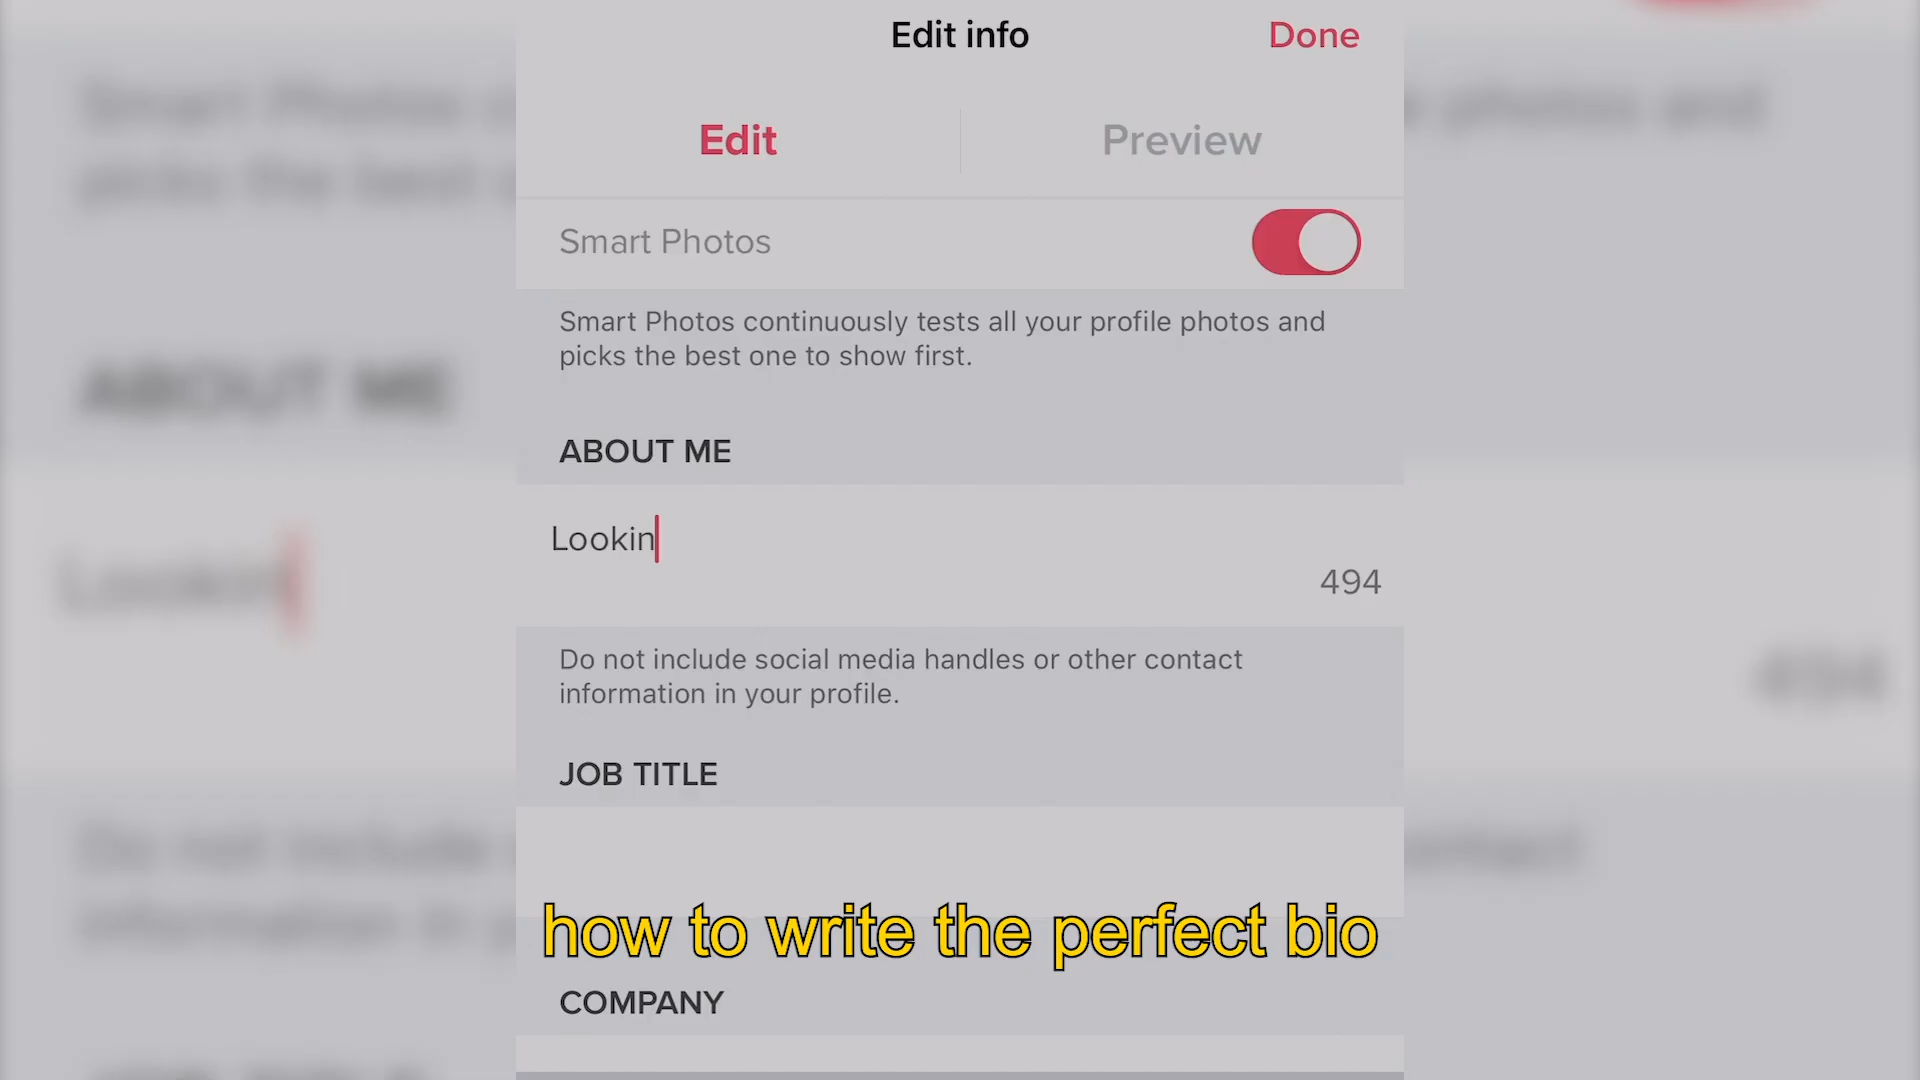 Edit info
Done
Edit
Preview
Smart Photos
Smart Photos continuously tests all your profile photos and
picks the best one to show first.
ABOUT ME
Lookin
494
Do not include social media handles or other contact
information in your profile.
JOB TITLE
how to write the perfect bio
COMPANY